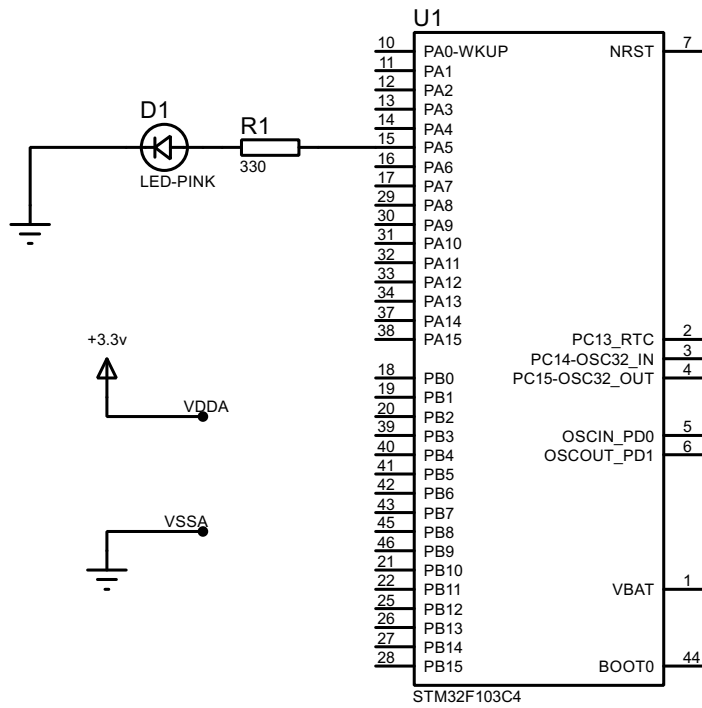 U1
10 PA0-WKUP NRST 7
11 PA1
12 PA2
13 PA3
14 PA4
15 PA5
16 PA6
17 PA7
29 PA8
30 PA9
31 PA10
32 PA11
33 PA12
34 PA13
37 PA14
38 PA15 PC13_RTC 2
PC14-OSC32_IN 3
18 PB0 PC15-OSC32_OUT 4
19 PB1
20 PB2
39 PB3 OSCIN_PD0 5
40 PB4 OSCOUT_PD1 6
41 PB5
42 PB6
43 PB7
45 PB8
46 PB9
21 PB10
22 PB11 VBAT 1
25 PB12
26 PB13
27 PB14
28 PB15 BOOT0 44
STM32F103C4
D1
LED-PINK
R1
330
+3.3v
VDDA
VSSA